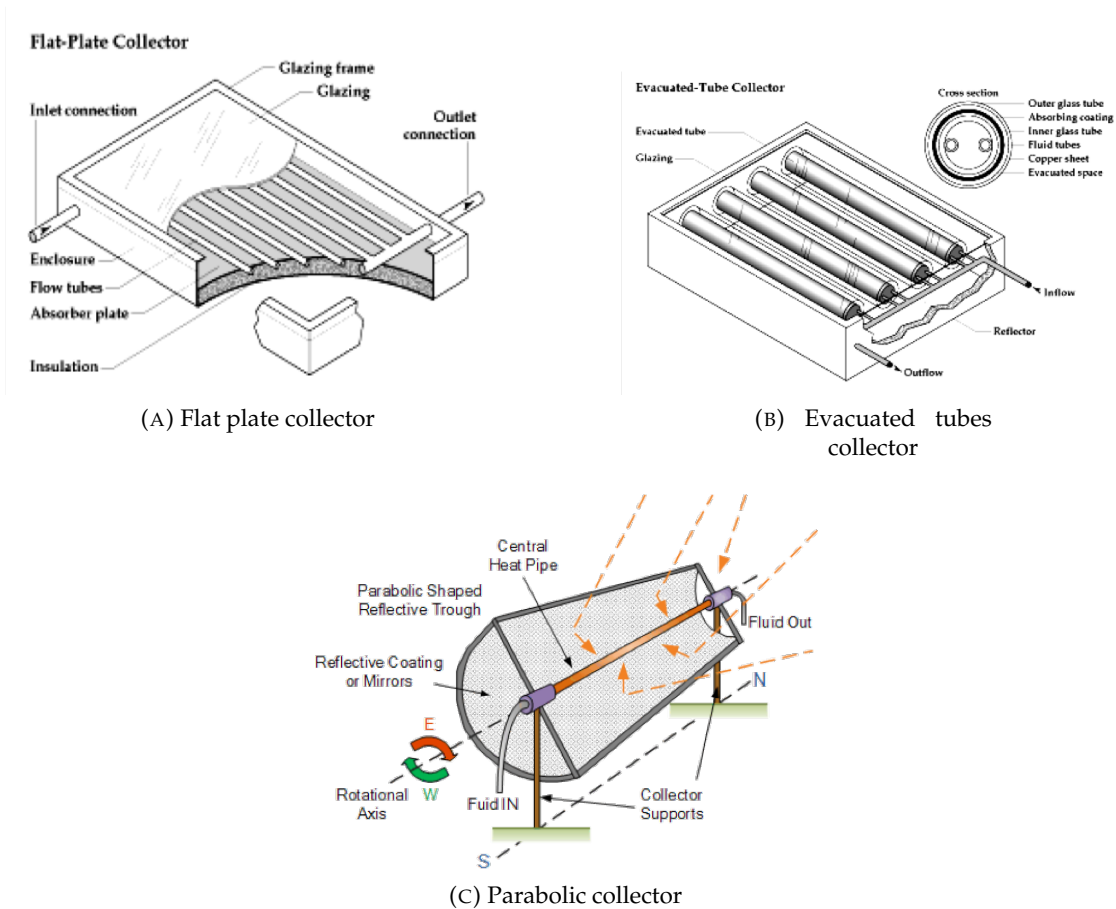 Flat-Plate Collector
Glazing frame
Glazing
Inlet connection
Outlet
connection
Enclosure
Flow tubes
Absorber plate
Insulation
(A) Flat plate collector
Evacuated-Tube Collector
Cross section
Outer glass tube
Absorbing coating
Inner glass tube
Fluid tubes
Copper sheet
Evacuated space
Evacuated tube
Glazing
Inflow
Reflector
Outflow
(B) Evacuated tubes
collector
Central
Heat Pipe
Parabolic Shaped
Reflective Trough
Fluid Out
Reflective Coating
or Mirrors
N
E
W
Rotational
Axis
Fuid IN
Collector
Supports
S
(C) Parabolic collector